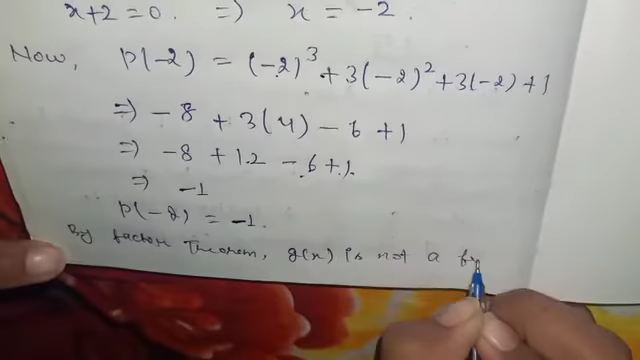 x+2=0. => x = -2.
Now, p(-2) = (-2)³ +3(-2)²+3(-2)+1
=> -8 + 3(4) - 6 +1
=> -8 + 12 - 6+1.
=> -1
p(-2) = -1.
By factor Theorem, g(x) is not a